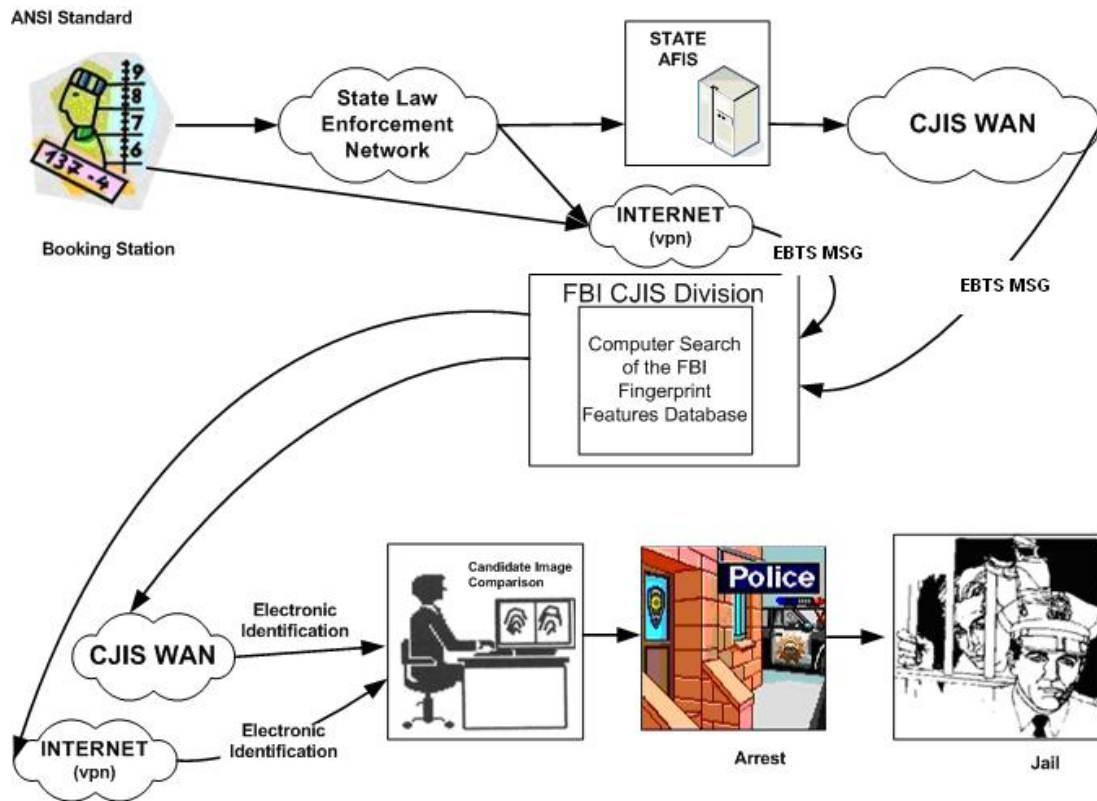 ANSI Standard
9
8
7
6
137-4
Booking Station
State Law
Enforcement
Network
STATE
AFIS
CJIS WAN
INTERNET
(vpn)
EBTS MSG
EBTS MSG
FBI CJIS Division
Computer Search
of the FBI
Fingerprint
Features Database
CJIS WAN
Electronic
Identification
INTERNET
(vpn)
Electronic
Identification
Candidate Image
Comparison
Police
Arrest
Jail